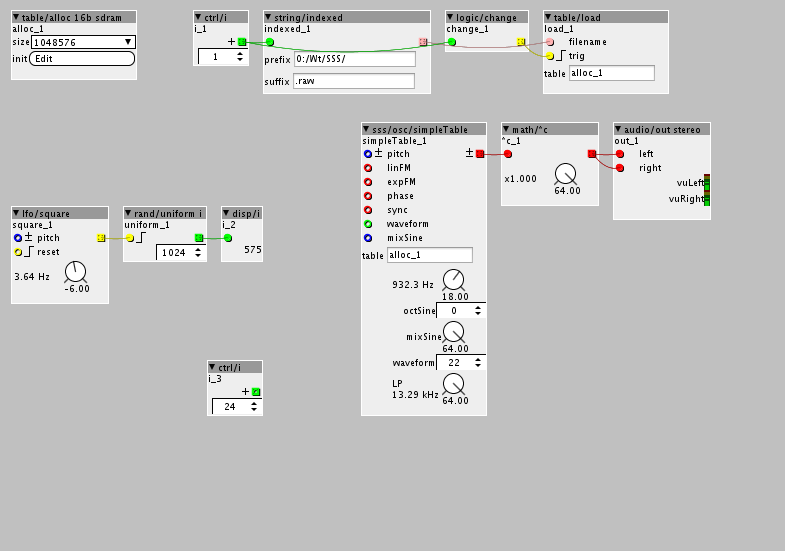 table/alloc 16b sdram
alloc_1
size 1048576
init Edit
ctrl/i
i_1
+
1
string/indexed
indexed_1
prefix 0:/Wt/SSS/
suffix .raw
logic/change
change_1
table/load
load_1
filename
trig
table alloc_1
sss/osc/simpleTable
simpleTable_1
± pitch ±
linFM
expFM
phase
sync
waveform
mixSine
table alloc_1
932.3 Hz
18.00
octSine 0
mixSine
64.00
waveform 22
LP
13.29 kHz
64.00
math/^c
^c_1
x1.000
64.00
audio/out stereo
out_1
left
right
vuLeft
vuRight
lfo/square
square_1
± pitch
reset
3.64 Hz
-6.00
rand/uniform i
uniform_1
1024
disp/i
i_2
575
ctrl/i
i_3
+
24